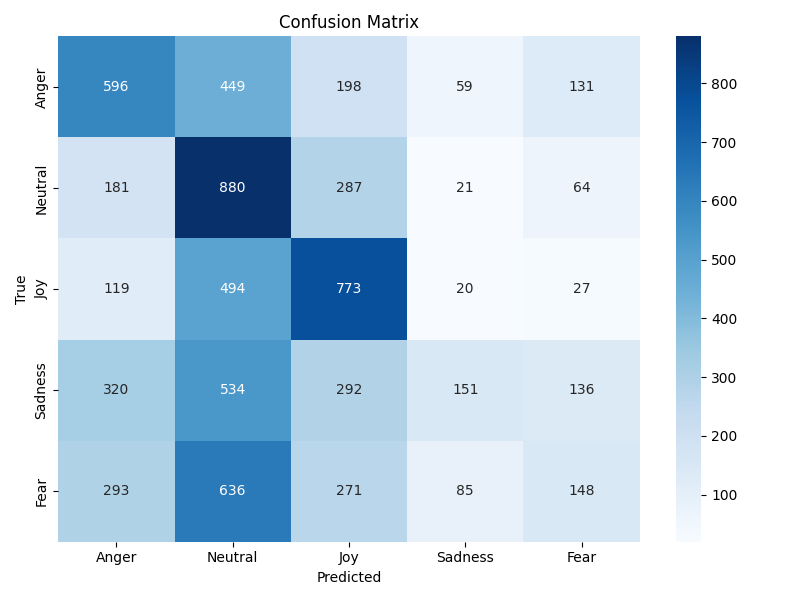 Confusion Matrix
True
Anger 596 449 198 59 131
Neutral 181 880 287 21 64
Joy 119 494 773 20 27
Sadness 320 534 292 151 136
Fear 293 636 271 85 148
Anger Neutral Joy Sadness Fear
Predicted
800
700
600
500
400
300
200
100